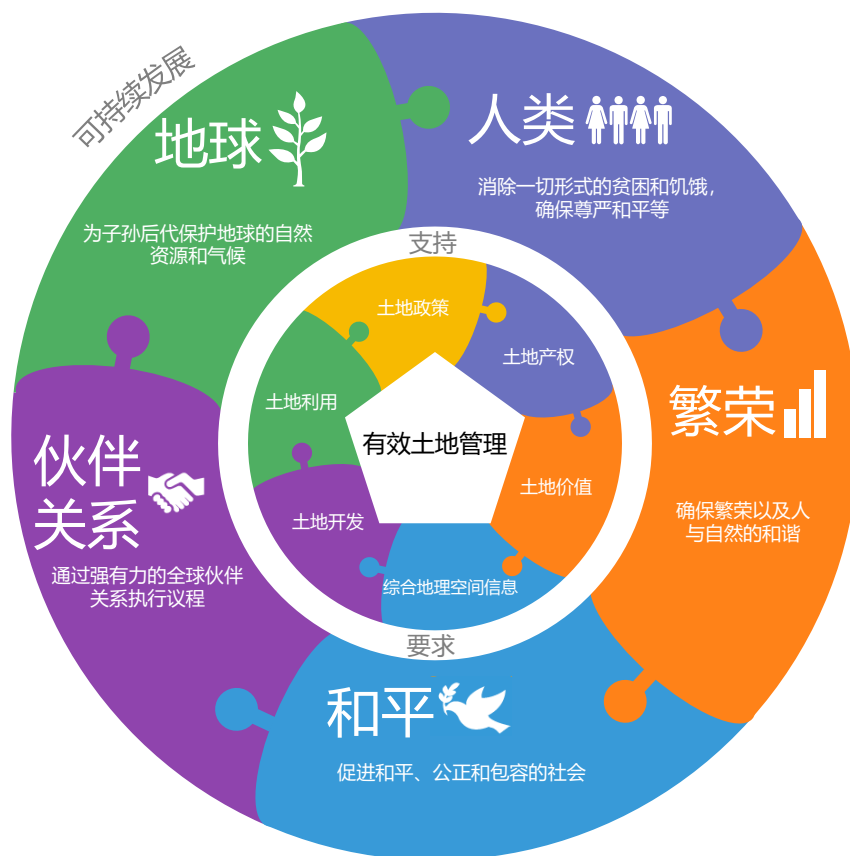 可持续发展
地球
为子孙后代保护地球的自然
资源和气候
人类
消除一切形式的贫困和饥饿，
确保尊严和平等
支持
土地政策
土地产权
土地利用
有效土地管理
土地价值
土地开发
综合地理空间信息
要求
繁荣
确保繁荣以及人
与自然的和谐
伙伴
关系
通过强有力的全球伙伴
关系执行议程
和平
促进和平、公正和包容的社会